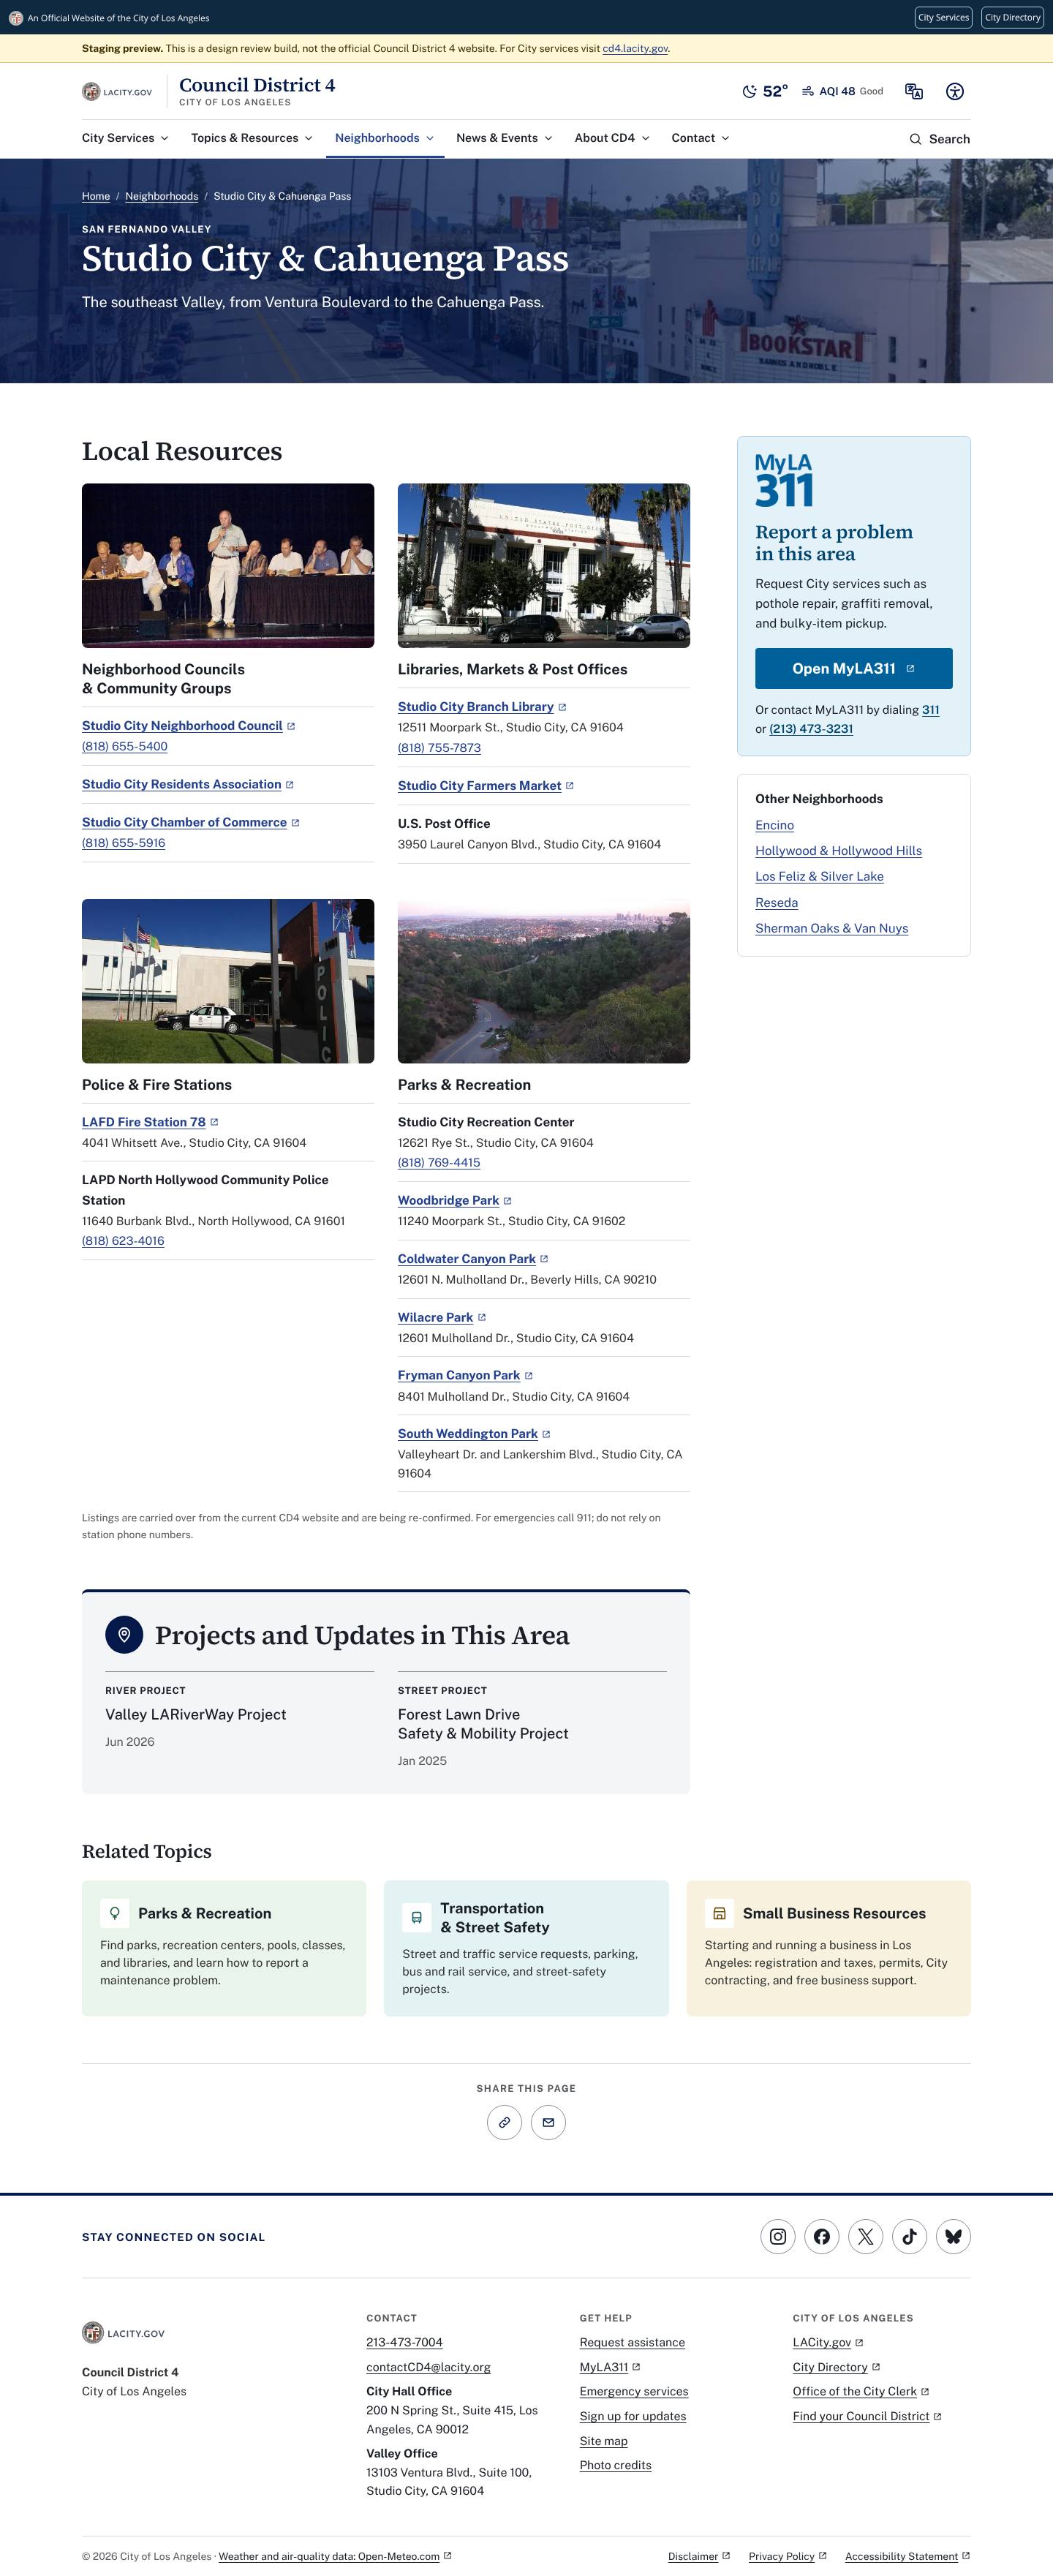 An Official Website of the City of Los Angeles
City Services
City Directory
Staging preview. This is a design review build, not the official Council District 4 website. For City services visit cd4.lacity.gov.
LACITY.GOV
Council District 4
CITY OF LOS ANGELES
52°
AQI 48 Good
City Services
Topics & Resources
Neighborhoods
News & Events
About CD4
Contact
Search
Home / Neighborhoods / Studio City & Cahuenga Pass
SAN FERNANDO VALLEY
Studio City & Cahuenga Pass
The southeast Valley, from Ventura Boulevard to the Cahuenga Pass.
BOOKSTAR
BARNES AND NOBLE
Local Resources
UNITED STATES POST OFFICE
Neighborhood Councils
& Community Groups
Studio City Neighborhood Council
(818) 655-5400
Studio City Residents Association
Studio City Chamber of Commerce
(818) 655-5916
Libraries, Markets & Post Offices
Studio City Branch Library
12511 Moorpark St., Studio City, CA 91604
(818) 755-7873
Studio City Farmers Market
U.S. Post Office
3950 Laurel Canyon Blvd., Studio City, CA 91604
MyLA
311
Report a problem
in this area
Request City services such as
pothole repair, graffiti removal,
and bulky-item pickup.
Open MyLA311
Or contact MyLA311 by dialing 311
or (213) 473-3231
Other Neighborhoods
Encino
Hollywood & Hollywood Hills
Los Feliz & Silver Lake
Reseda
Sherman Oaks & Van Nuys
POLICE
Police & Fire Stations
LAFD Fire Station 78
4041 Whitsett Ave., Studio City, CA 91604
LAPD North Hollywood Community Police
Station
11640 Burbank Blvd., North Hollywood, CA 91601
(818) 623-4016
Parks & Recreation
Studio City Recreation Center
12621 Rye St., Studio City, CA 91604
(818) 769-4415
Woodbridge Park
11240 Moorpark St., Studio City, CA 91602
Coldwater Canyon Park
12601 N. Mulholland Dr., Beverly Hills, CA 90210
Wilacre Park
12601 Mulholland Dr., Studio City, CA 91604
Fryman Canyon Park
8401 Mulholland Dr., Studio City, CA 91604
South Weddington Park
Valleyheart Dr. and Lankershim Blvd., Studio City, CA
91604
Listings are carried over from the current CD4 website and are being re-confirmed. For emergencies call 911; do not rely on
station phone numbers.
Projects and Updates in This Area
RIVER PROJECT
Valley LARiverWay Project
Jun 2026
STREET PROJECT
Forest Lawn Drive
Safety & Mobility Project
Jan 2025
Related Topics
Parks & Recreation
Find parks, recreation centers, pools, classes,
and libraries, and learn how to report a
maintenance problem.
Transportation
& Street Safety
Street and traffic service requests, parking,
bus and rail service, and street-safety
projects.
Small Business Resources
Starting and running a business in Los
Angeles: registration and taxes, permits, City
contracting, and free business support.
SHARE THIS PAGE
STAY CONNECTED ON SOCIAL
LACITY.GOV
Council District 4
City of Los Angeles
CONTACT
213-473-7004
contactCD4@lacity.org
City Hall Office
200 N Spring St., Suite 415, Los
Angeles, CA 90012
Valley Office
13103 Ventura Blvd., Suite 100,
Studio City, CA 91604
GET HELP
Request assistance
MyLA311
Emergency services
Sign up for updates
Site map
Photo credits
CITY OF LOS ANGELES
LACity.gov
City Directory
Office of the City Clerk
Find your Council District
© 2026 City of Los Angeles · Weather and air-quality data: Open-Meteo.com
Disclaimer
Privacy Policy
Accessibility Statement